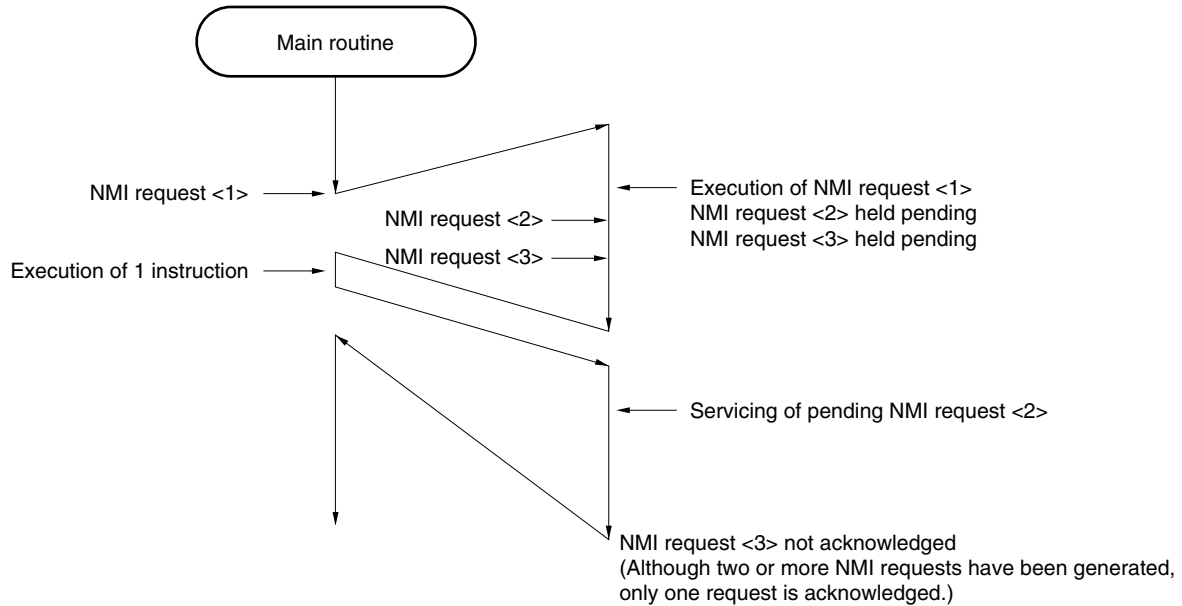 Main routine
NMI request <1>
Execution of NMI request <1>
NMI request <2> held pending
NMI request <3> held pending
NMI request <2>
NMI request <3>
Execution of 1 instruction
Servicing of pending NMI request <2>
NMI request <3> not acknowledged
(Although two or more NMI requests have been generated,
only one request is acknowledged.)